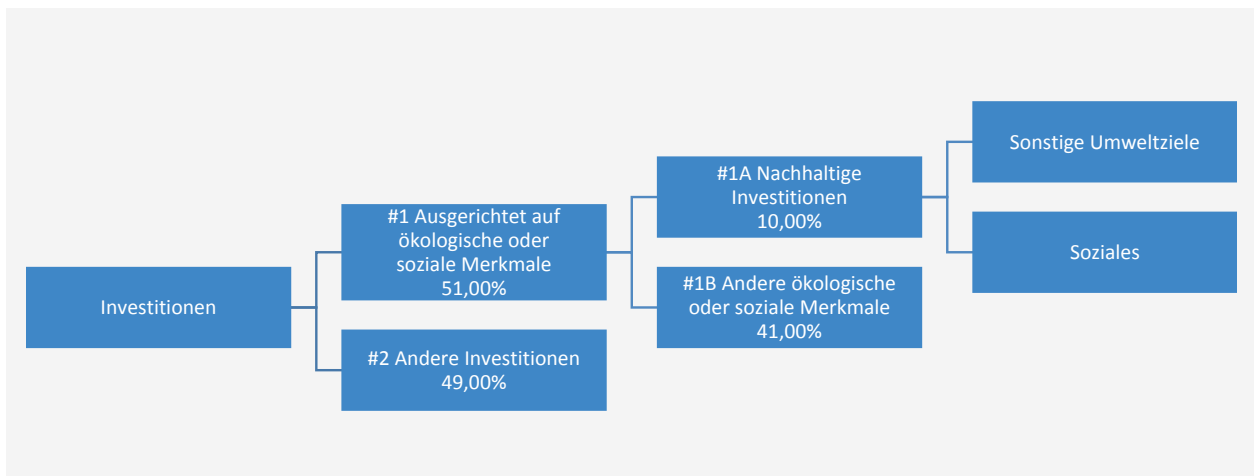 Investitionen
#1 Ausgerichtet auf
ökologische oder
soziale Merkmale
51,00%
#2 Andere Investitionen
49,00%
#1A Nachhaltige
Investitionen
10,00%
#1B Andere ökologische
oder soziale Merkmale
41,00%
Sonstige Umweltziele
Soziales